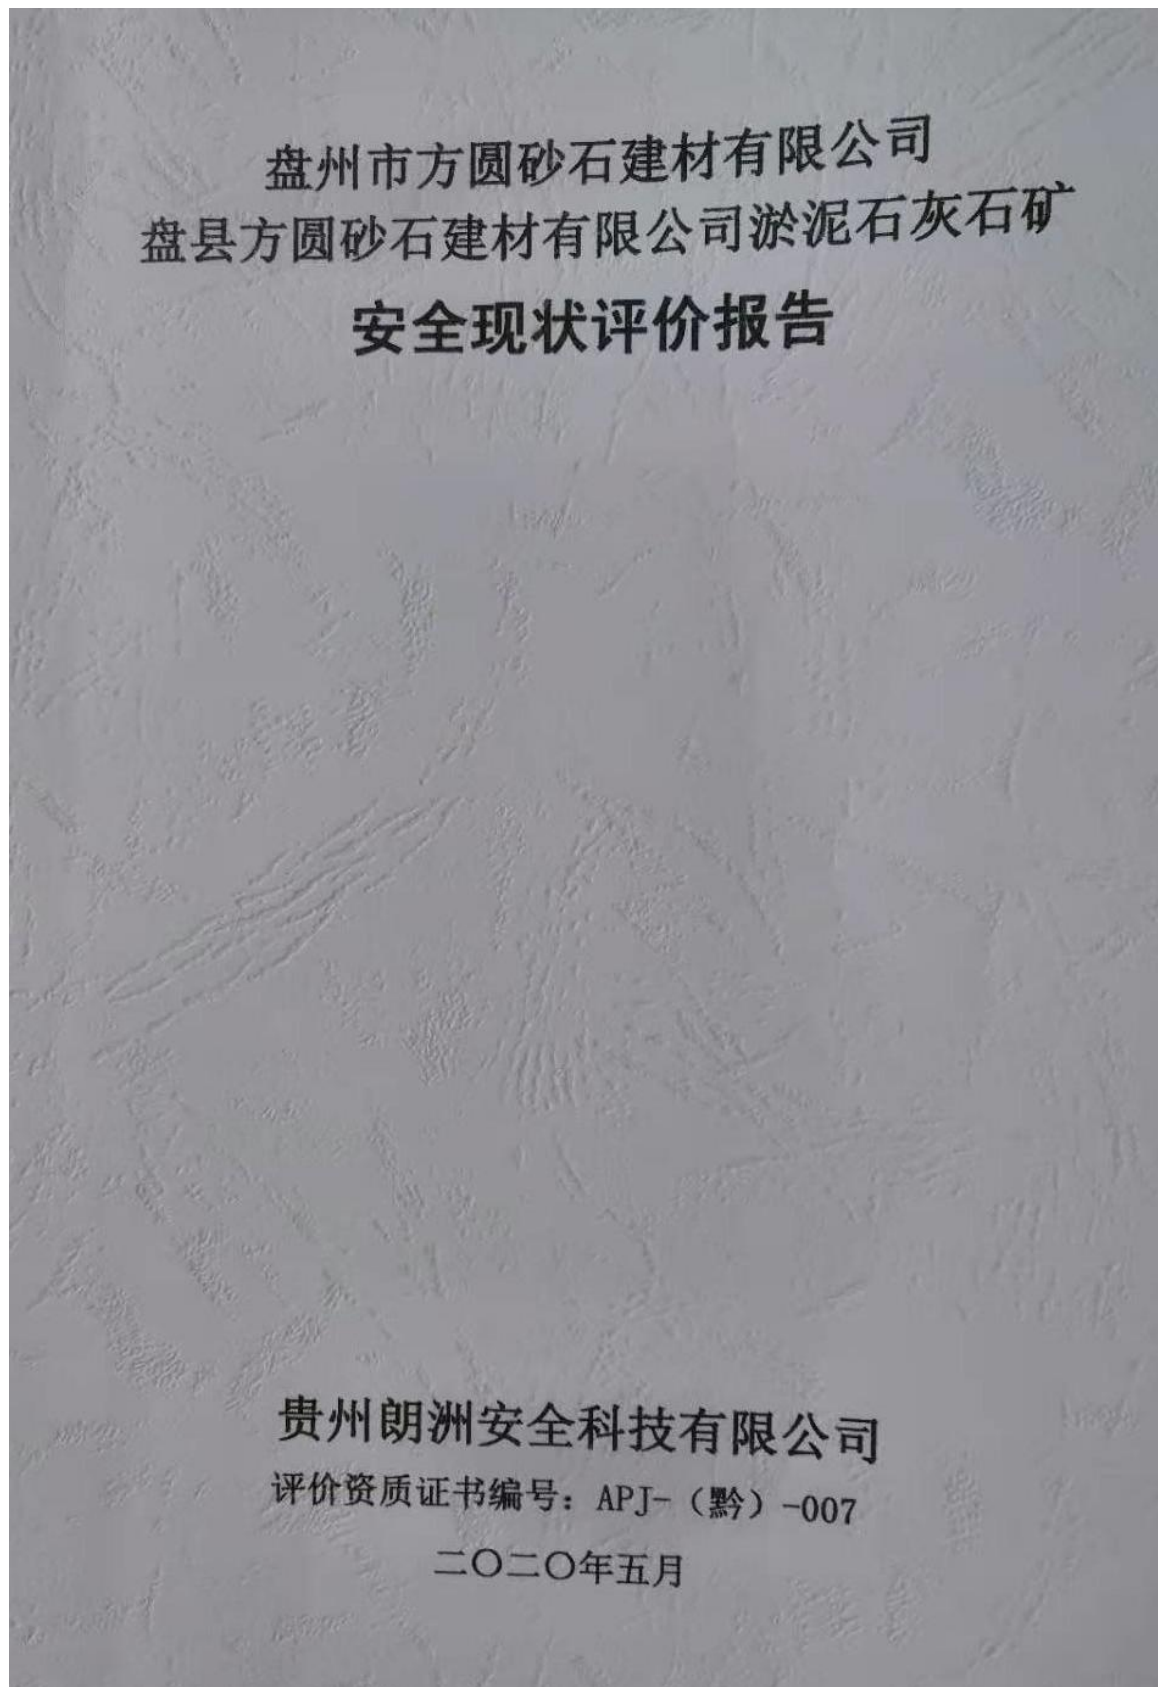 盘州市方圆砂石建材有限公司
盘县方圆砂石建材有限公司淤泥石灰石矿
安全现状评价报告
贵州朗洲安全科技有限公司
评价资质证书编号：APJ-（黔）-007
二〇二〇年五月